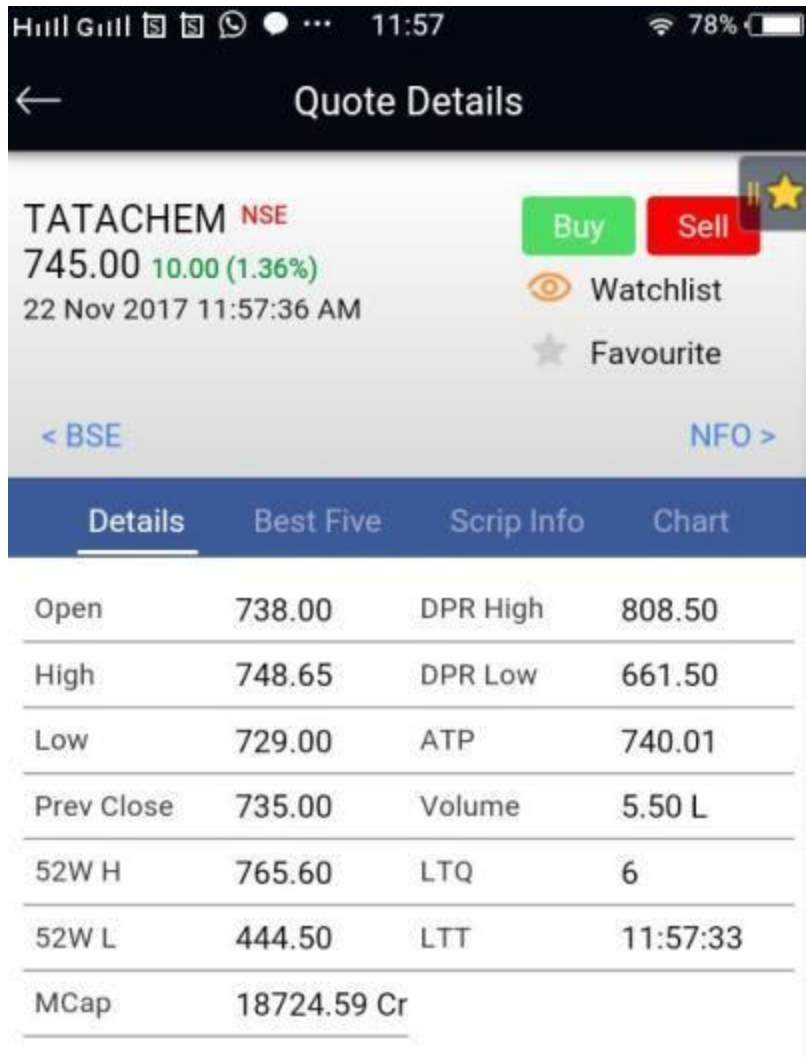 11:57 78%
Quote Details
TATACHEM NSE
Buy Sell
745.00 10.00 (1.36%)
22 Nov 2017 11:57:36 AM
Watchlist
Favourite
< BSE NFO >
Details Best Five Scrip Info Chart
Open 738.00 DPR High 808.50
High 748.65 DPR Low 661.50
Low 729.00 ATP 740.01
Prev Close 735.00 Volume 5.50 L
52W H 765.60 LTQ 6
52W L 444.50 LTT 11:57:33
MCap 18724.59 Cr